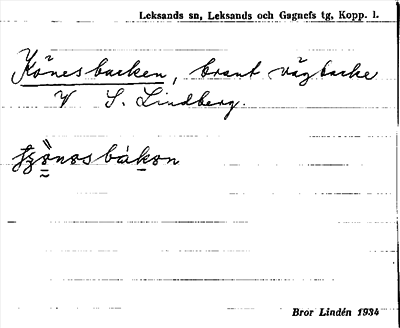 Leksands sn, Leksands och Gagnefs tg, Kopp. l.
Könesbacken, brant vägbacke
V S. Lindberg.
Bror Lindén 1934